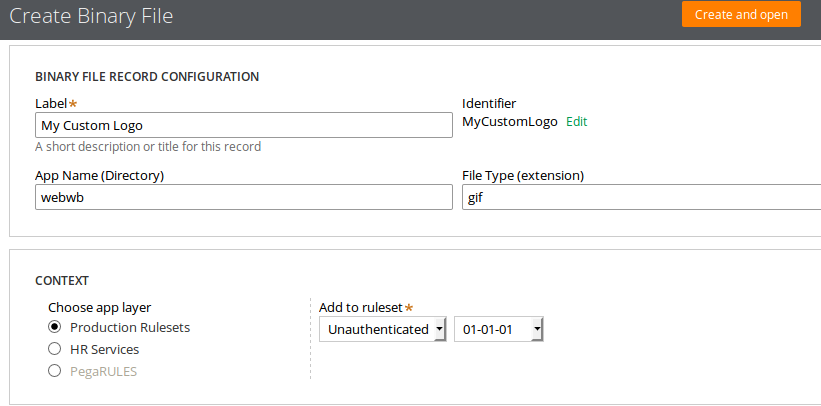 Create Binary File
Create and open
BINARY FILE RECORD CONFIGURATION
Label*
My Custom Logo
A short description or title for this record
Identifier
MyCustomLogo Edit
App Name (Directory)
webwb
File Type (extension)
gif
CONTEXT
Choose app layer
Production Rulesets
HR Services
PegaRULES
Add to ruleset*
Unauthenticated 01-01-01